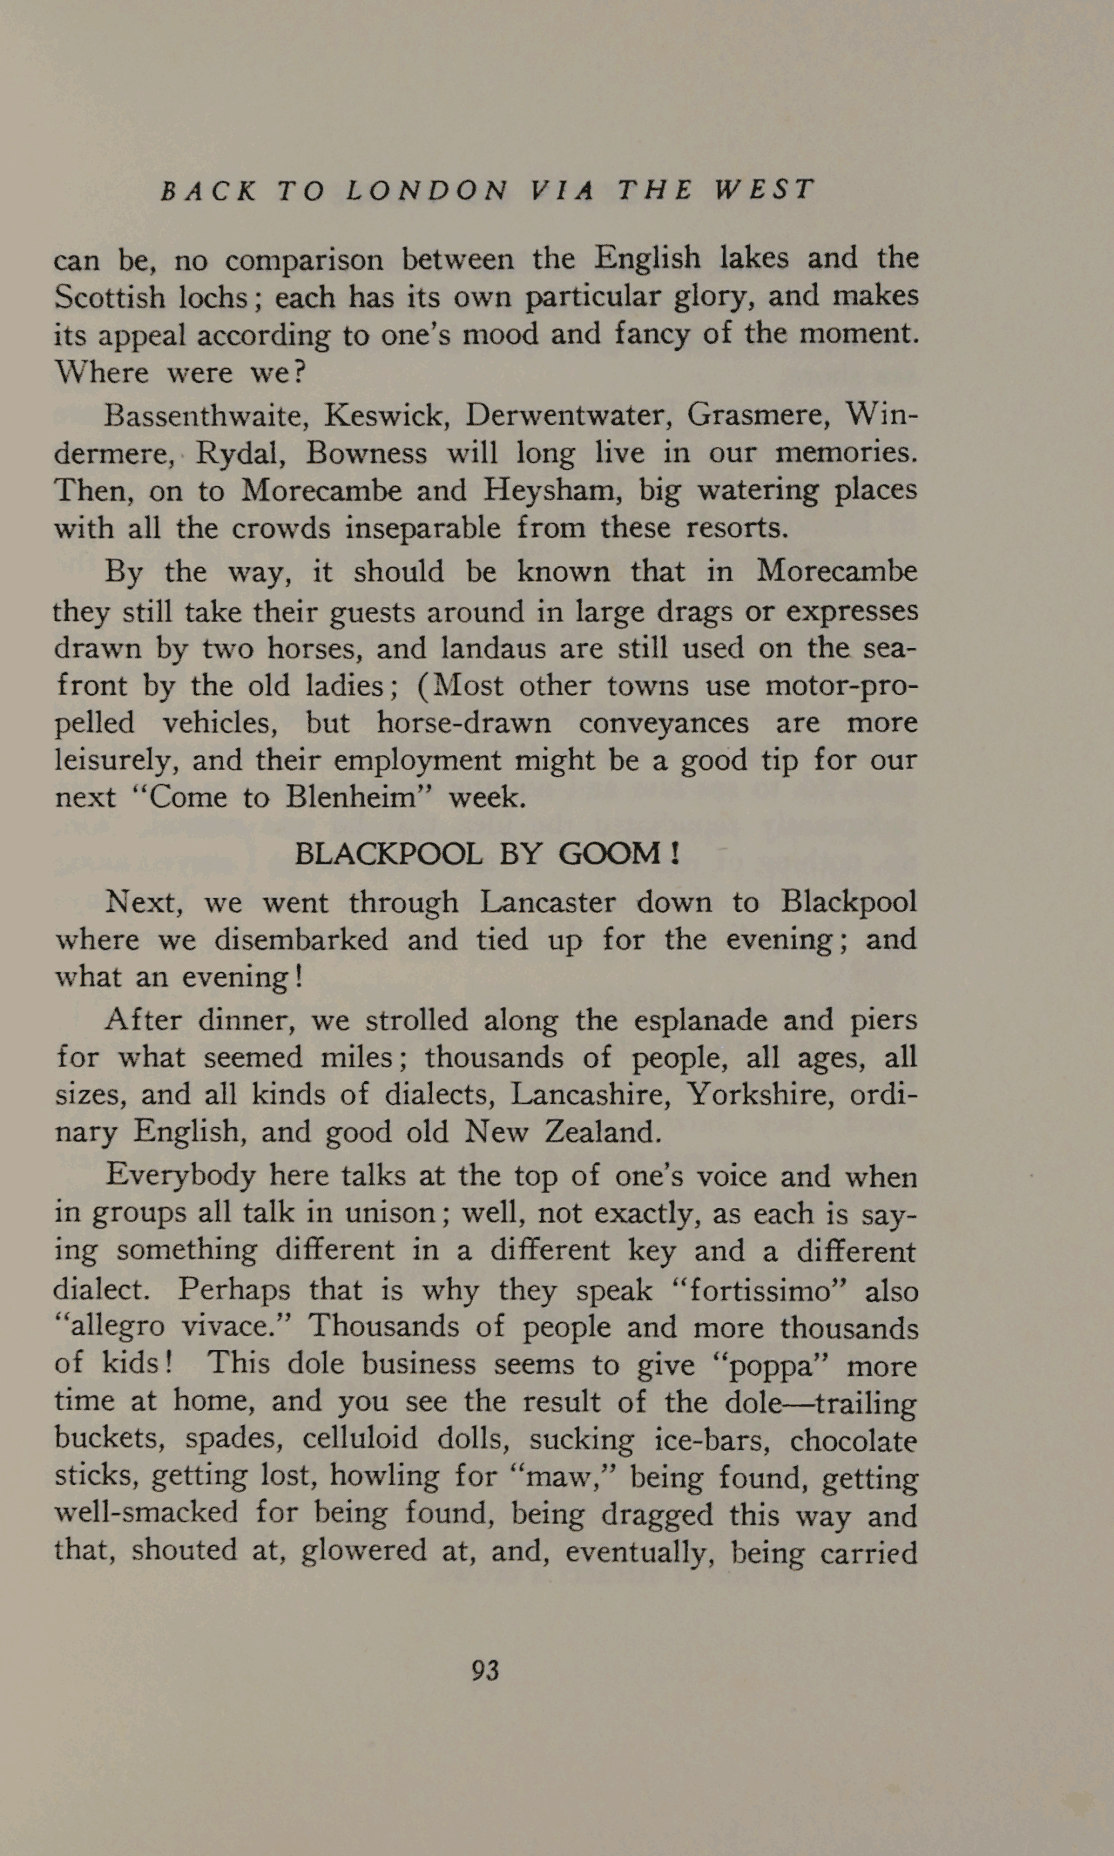 BACK TO LONDON VIA THE WEST
can be, no comparison between the English lakes and the
Scottish lochs; each has its own particular glory, and makes
its appeal according to one's mood and fancy of the moment.
Where were we?
Bassenthwaite, Keswick, Derwentwater, Grasmere, Win-
dermere, Rydal, Bowness will long live in our memories.
Then, on to Morecambe and Heysham, big watering places
with all the crowds inseparable from these resorts.
By the way, it should be known that in Morecambe
they still take their guests around in large drags or expresses
drawn by two horses, and landaus are still used on the sea-
front by the old ladies; (Most other towns use motor-pro-
pelled vehicles, but horse-drawn conveyances are more
leisurely, and their employment might be a good tip for our
next "Come to Blenheim" week.
BLACKPOOL BY GOOM!
Next, we went through Lancaster down to Blackpool
where we disembarked and tied up for the evening; and
what an evening!
After dinner, we strolled along the esplanade and piers
for what seemed miles; thousands of people, all ages, all
sizes, and all kinds of dialects, Lancashire, Yorkshire, ordi-
nary English, and good old New Zealand.
Everybody here talks at the top of one's voice and when
in groups all talk in unison; well, not exactly, as each is say-
ing something different in a different key and a different
dialect. Perhaps that is why they speak "fortissimo" also
"allegro vivace." Thousands of people and more thousands
of kids! This dole business seems to give "poppa" more
time at home, and you see the result of the dole—trailing
buckets, spades, celluloid dolls, sucking ice-bars, chocolate
sticks, getting lost, howling for "maw," being found, getting
well-smacked for being found, being dragged this way and
that, shouted at, glowered at, and, eventually, being carried
93